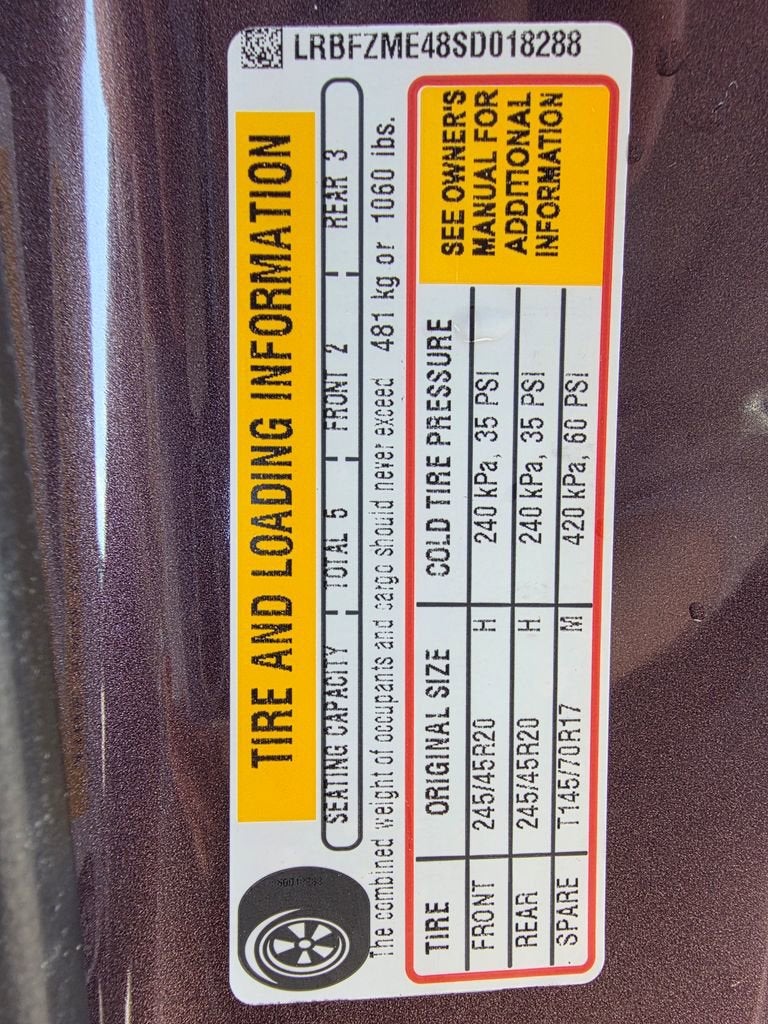 LRBFZME48SD018288
TIRE AND LOADING INFORMATION
SEATING CAPACITY TOTAL 5 FRONT 2 REAR 3
The combined weight of occupants and cargo should never exceed 481 kg or 1060 lbs.
TIRE ORIGINAL SIZE COLD TIRE PRESSURE
FRONT 245/45R20 H 240 kPa, 35 PSI
REAR 245/45R20 H 240 kPa, 35 PSI
SPARE T145/70R17 M 420 kPa, 60 PSI
SEE OWNER'S
MANUAL FOR
ADDITIONAL
INFORMATION